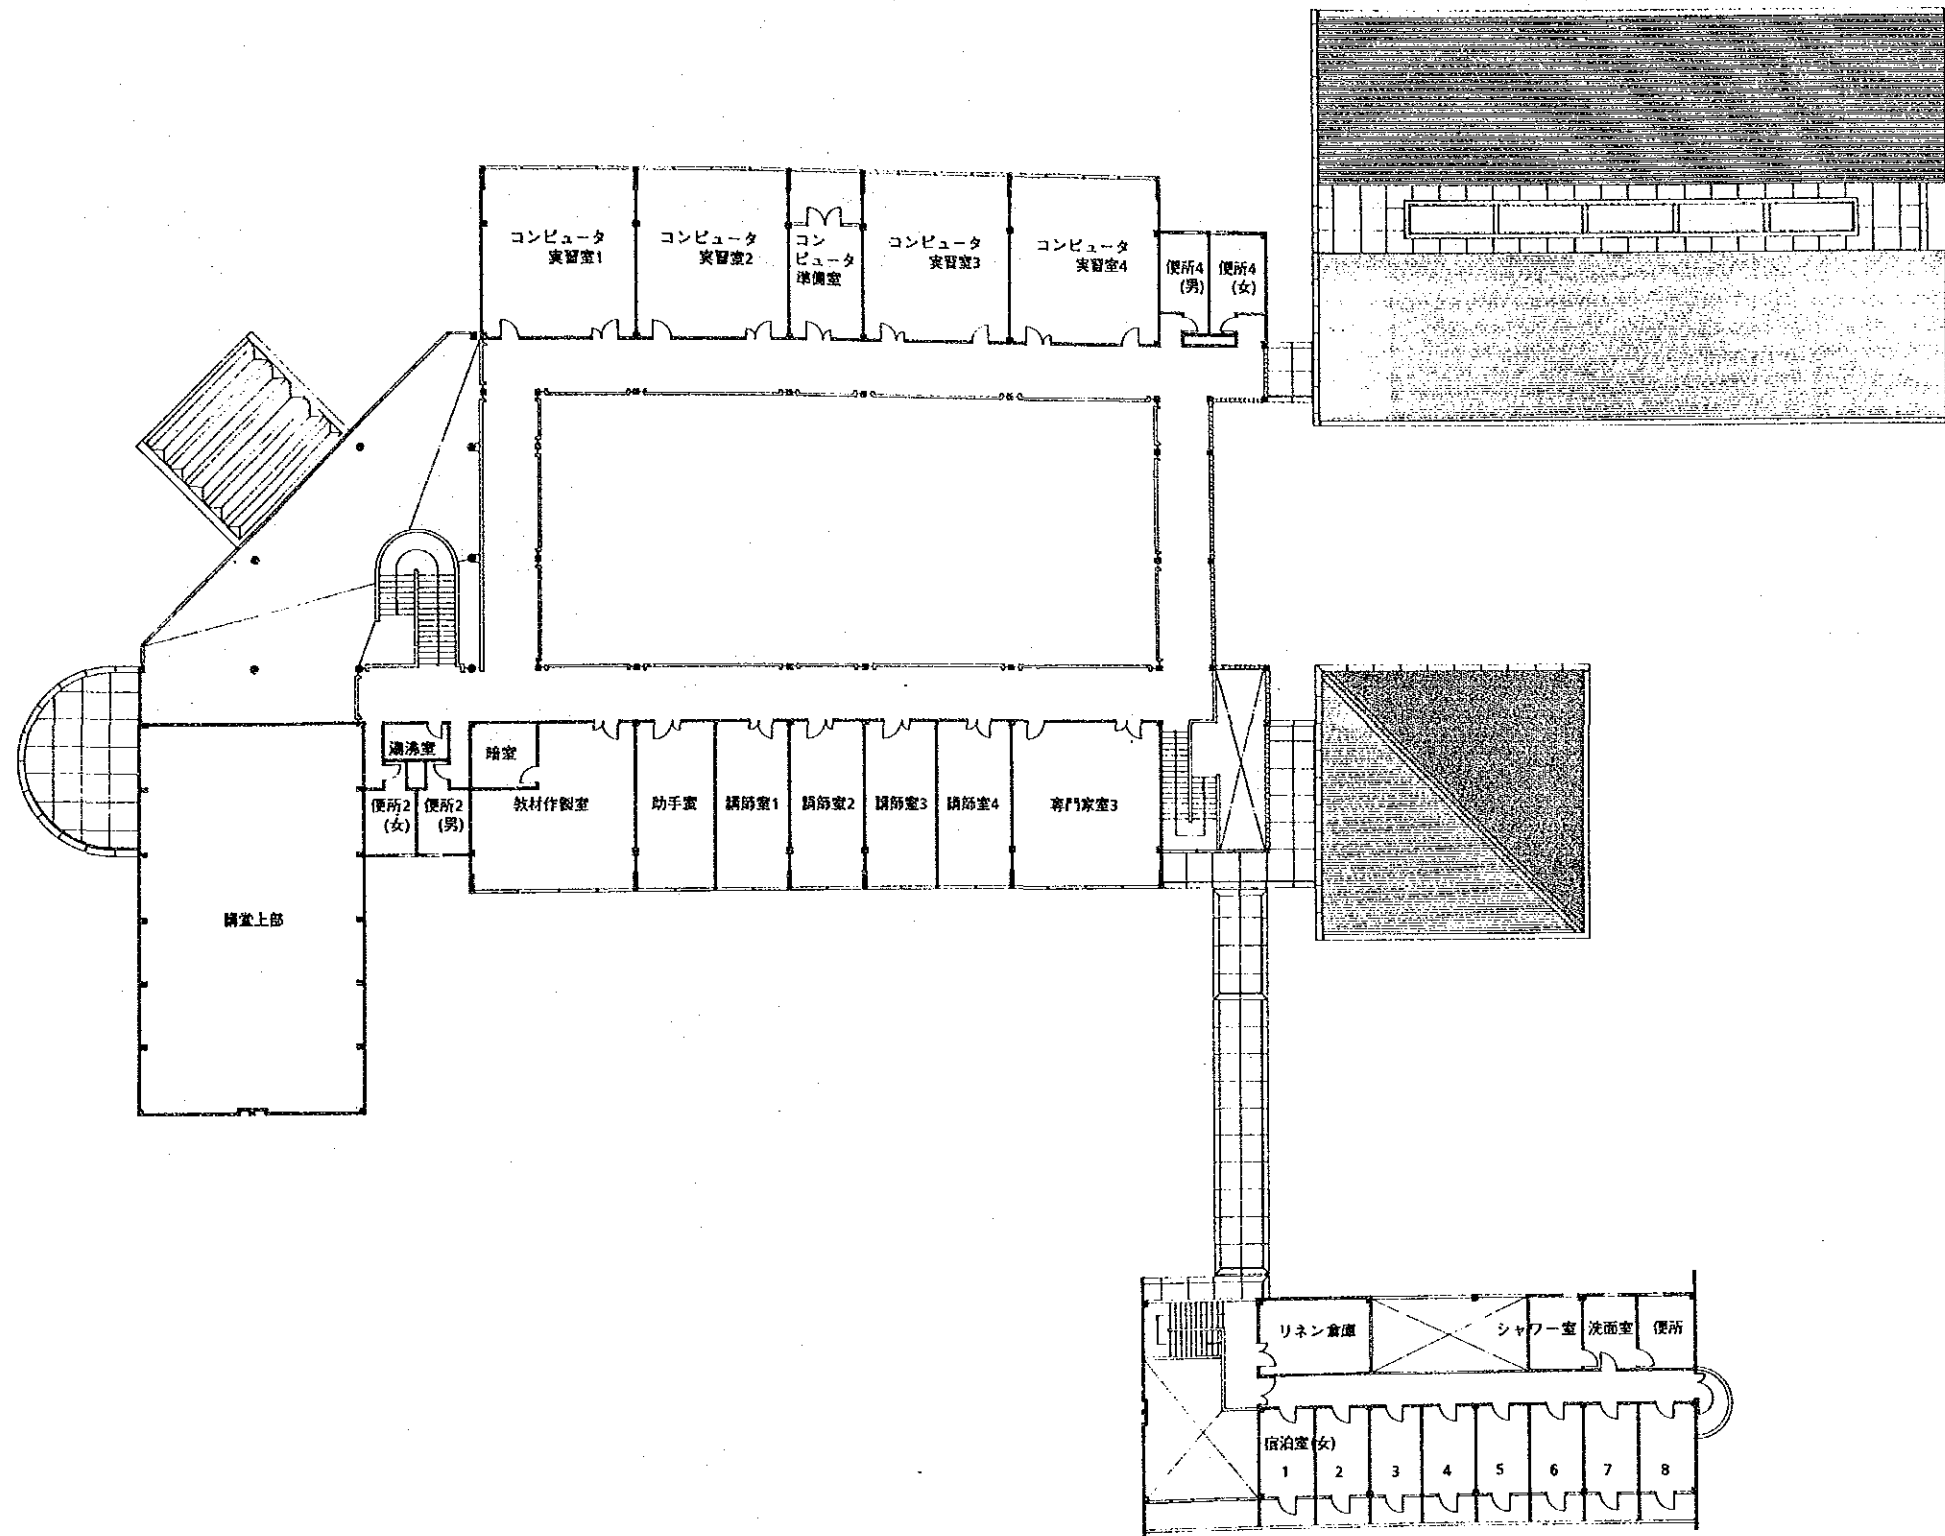 コンピュータ
実習室1
コンピュータ
実習室2
コン
ピュータ
準備室
コンピュータ
実習室3
コンピュータ
実習室4
便所4
(男)
便所4
(女)
湯沸室
暗室
便所2
(女)
便所2
(男)
教材作製室
助手室
講師室1
講師室2
講師室3
講師室4
専門家室3
講堂上部
リネン倉庫
シャワー室
洗面室
便所
宿泊室(女)
1
2
3
4
5
6
7
8